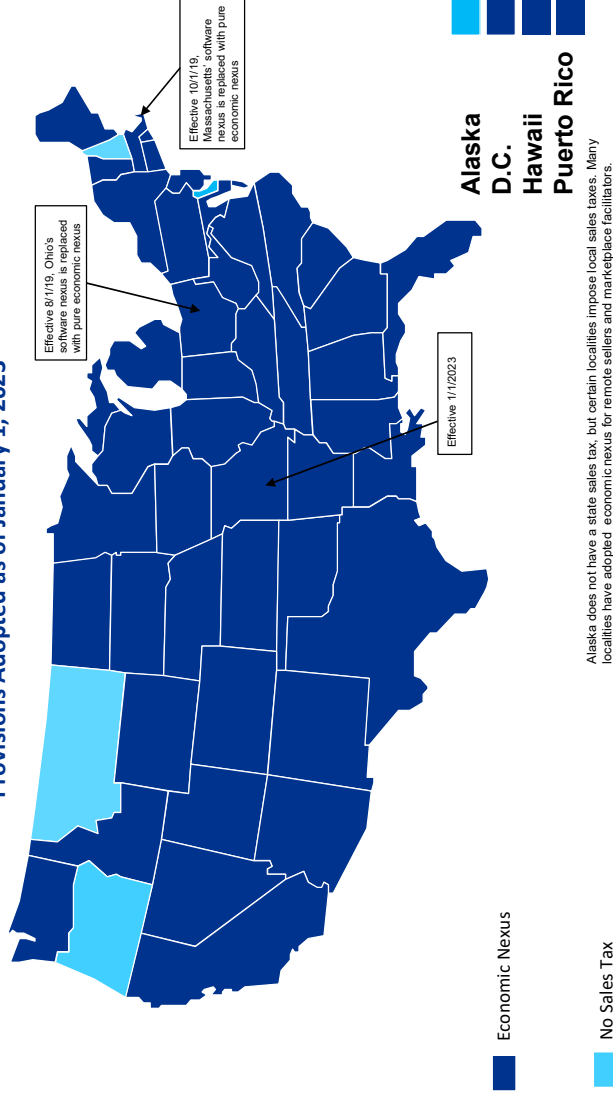 Provisions Adopted as of January 1, 2023
Effective 8/1/19, Ohio's
software nexus is replaced
with pure economic nexus
Effective 10/1/19,
Massachusetts' software
nexus is replaced with pure
economic nexus
Effective 1/1/2023
Alaska
D.C.
Hawaii
Puerto Rico
Economic Nexus
No Sales Tax
Alaska does not have a state sales tax, but certain localities impose local sales taxes. Many
localities have adopted economic nexus for remote sellers and marketplace facilitators.